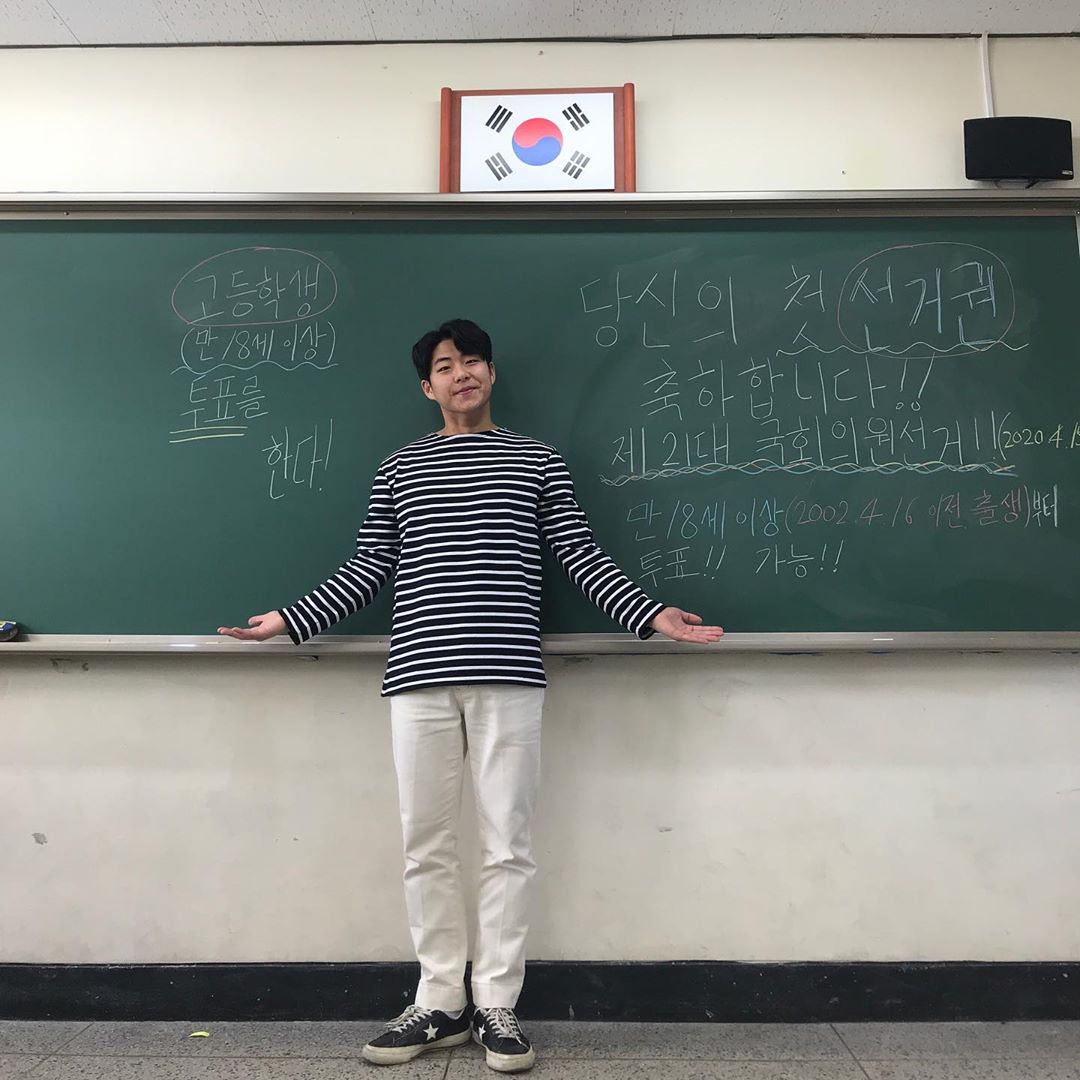 고등학생
(만 18세 이상)
투표를
한다!
당신의 첫 선거권
축하합니다!!
제 21대 국회의원선거!! (2020 4.15
만 18세 이상 (2002.4.16 이전 출생)부터
투표!! 가능!!